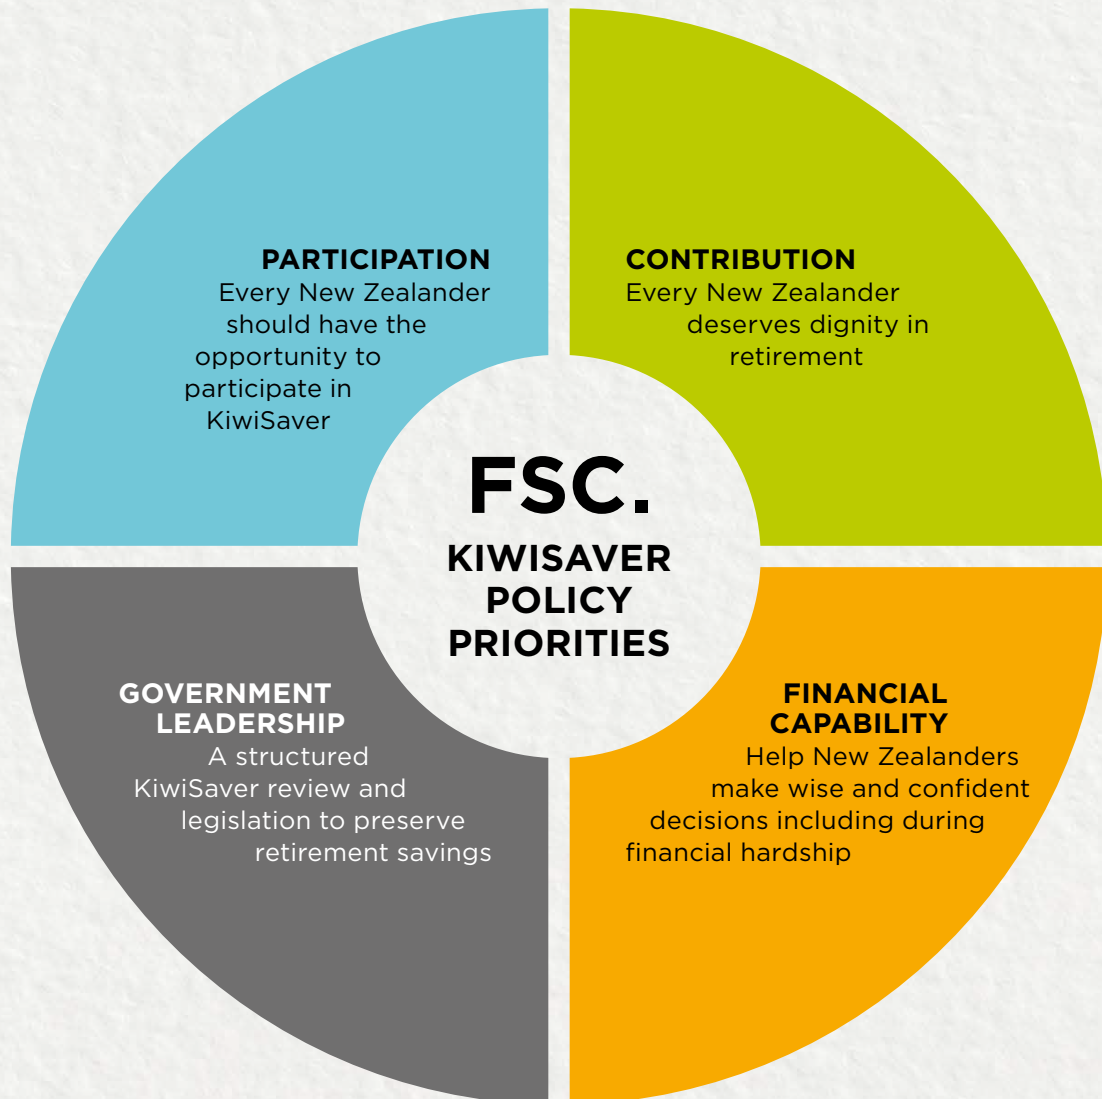 PARTICIPATION
Every New Zealander
should have the
opportunity to
participate in
KiwiSaver
CONTRIBUTION
Every New Zealander
deserves dignity in
retirement
FSC.
KIWISAVER
POLICY
PRIORITIES
GOVERNMENT
LEADERSHIP
A structured
KiwiSaver review and
legislation to preserve
retirement savings
FINANCIAL
CAPABILITY
Help New Zealanders
make wise and confident
decisions including during
financial hardship